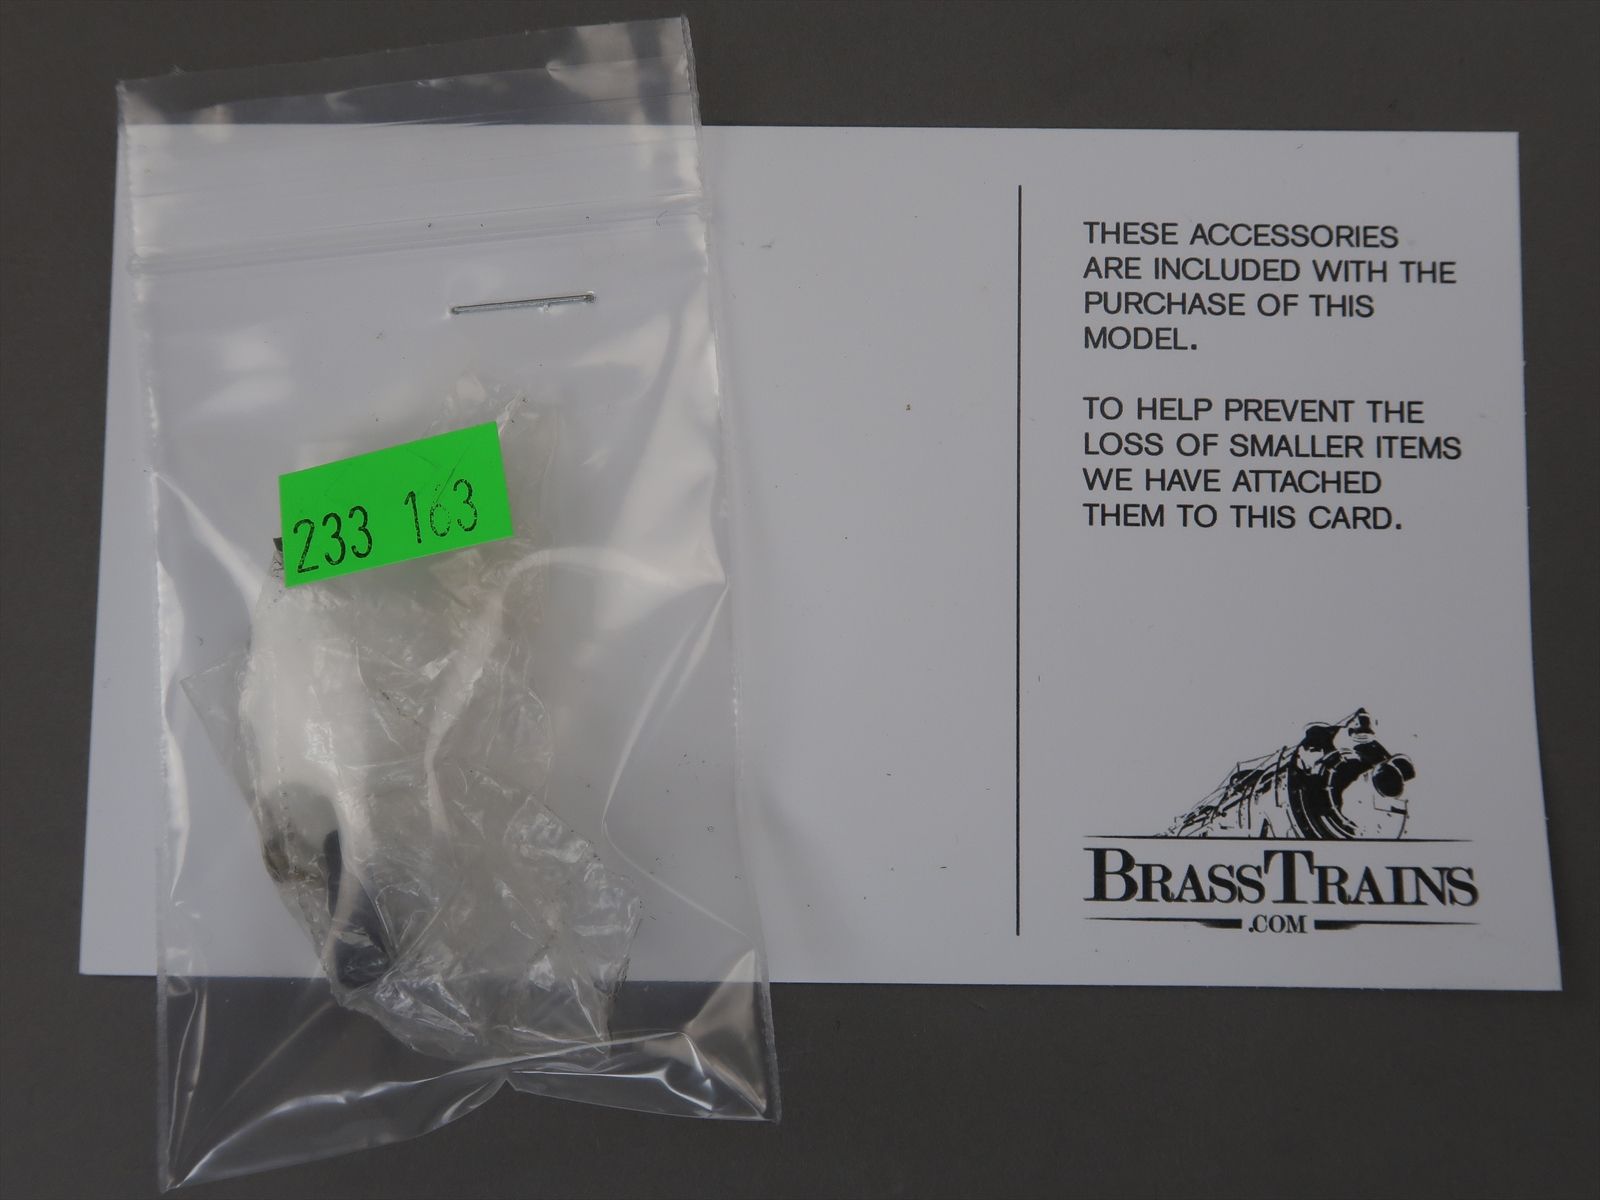 233 163
THESE ACCESSORIES
ARE INCLUDED WITH THE
PURCHASE OF THIS
MODEL.
TO HELP PREVENT THE
LOSS OF SMALLER ITEMS
WE HAVE ATTACHED
THEM TO THIS CARD.
BRASSTRAINS
.COM